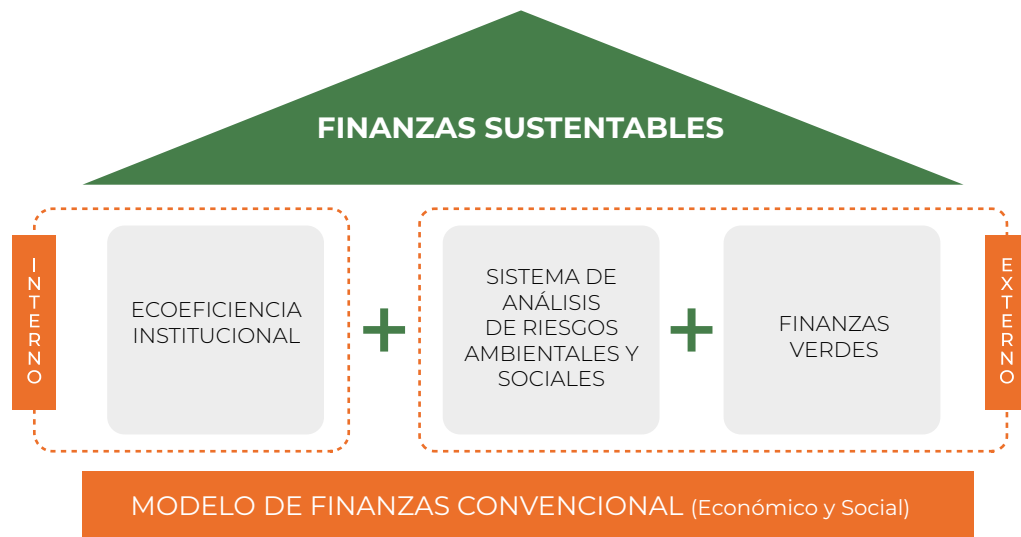 FINANZAS SUSTENTABLES
INTERNO
ECOEFICIENCIA
INSTITUCIONAL
+
SISTEMA DE
ANÁLISIS
DE RIESGOS
AMBIENTALES Y
SOCIALES
+
FINANZAS
VERDES
EXTERNO
MODELO DE FINANZAS CONVENCIONAL (Económico y Social)